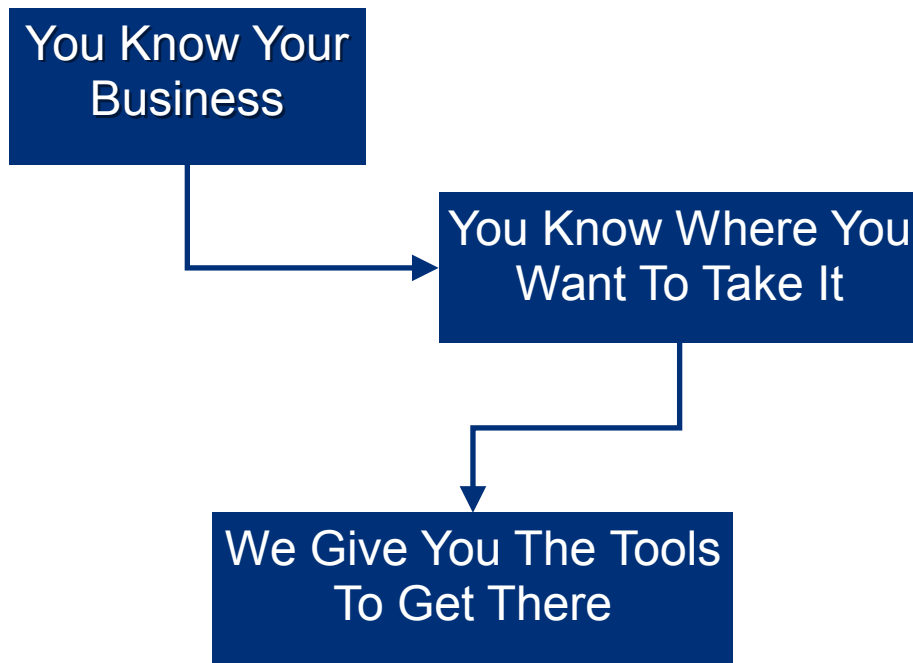 You Know Your
Business
You Know Where You
Want To Take It
We Give You The Tools
To Get There